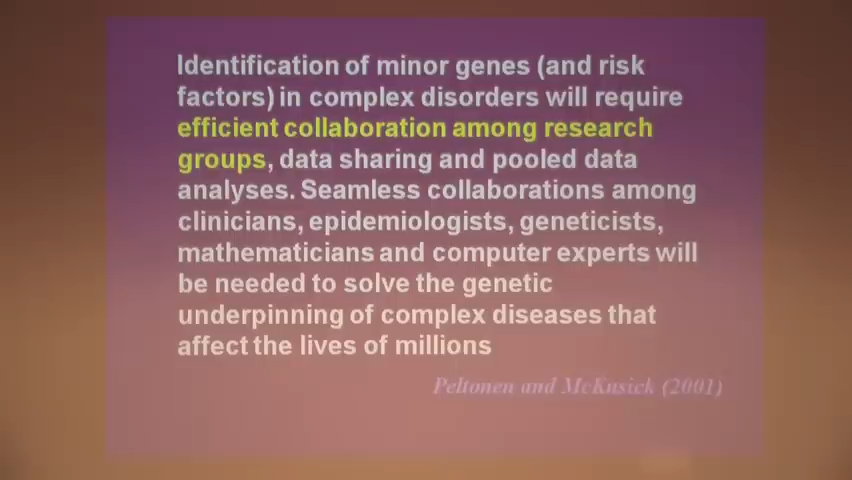 Identification of minor genes (and risk
factors) in complex disorders will require
efficient collaboration among research
groups, data sharing and pooled data
analyses. Seamless collaborations among
clinicians, epidemiologists, geneticists,
mathematicians and computer experts will
be needed to solve the genetic
underpinning of complex diseases that
affect the lives of millions
Peltonen and McKusick (2001)